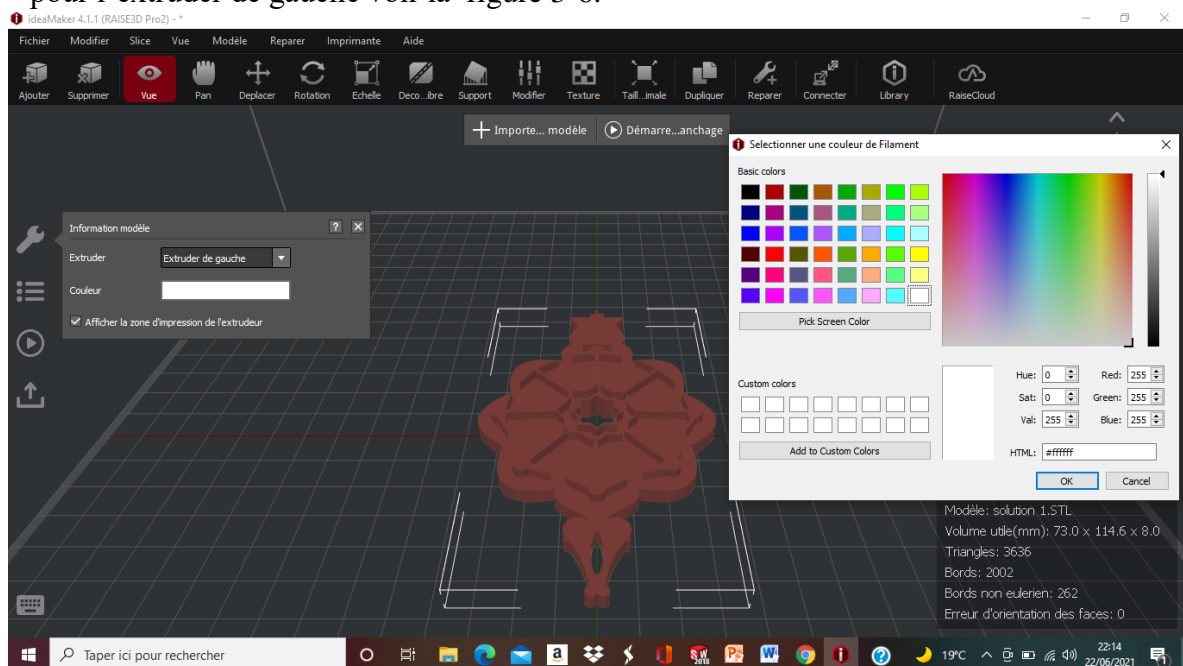 pour l'extruder de gauche voir la figure 3-8.
ideaMaker 4.1.1 (RAISE3D Pro2) - *
Fichier Modifier Slice Vue Modèle Reparer Imprimante Aide
Ajouter Supprimer Vue Pan Deplacer Rotation Echelle Deco...ibre Support Modifier Texture Taill...imale Dupliquer Reparer Connecter Library RaiseCloud
Importe... modèle Démarre...anchage
Selectionner une couleur de Filament
Basic colors
Information modèle ?
Extruder Extruder de gauche
Couleur
Afficher la zone d'impression de l'extrudeur
Pick Screen Color
Custom colors
Add to Custom Colors
Hue: 0 Red: 255
Sat: 0 Green: 255
Val: 255 Blue: 255
HTML: #ffffff
OK Cancel
Modèle: solution 1.STL
Volume utile(mm): 73.0 x 114.6 x 8.0
Triangles: 3636
Bords: 2002
Bords non eulerien: 262
Erreur d'orientation des faces: 0
Taper ici pour rechercher
19°C
22:14
22/06/2021